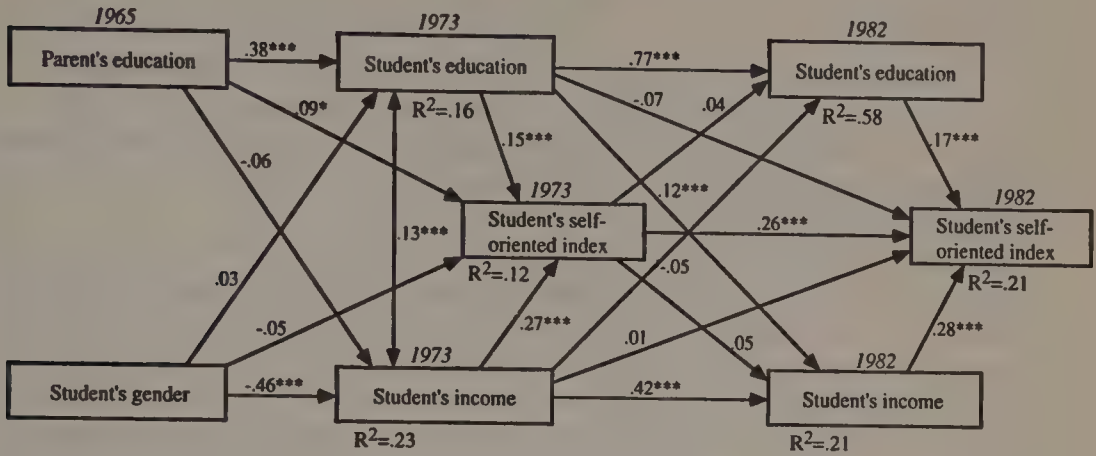 1965
Parent's education
1973
Student's education
R²=.16
1982
Student's education
R²=.58
.38***
.77***
.09*
-.07
.04
.15***
.17***
-.06
1973
Student's self-
oriented index
R²=.12
.12***
1982
Student's self-
oriented index
R²=.21
.13***
.26***
.03
-.05
-.05
.27***
.01
.05
.28***
Student's gender
-.46***
1973
Student's income
R²=.23
.42***
1982
Student's income
R²=.21